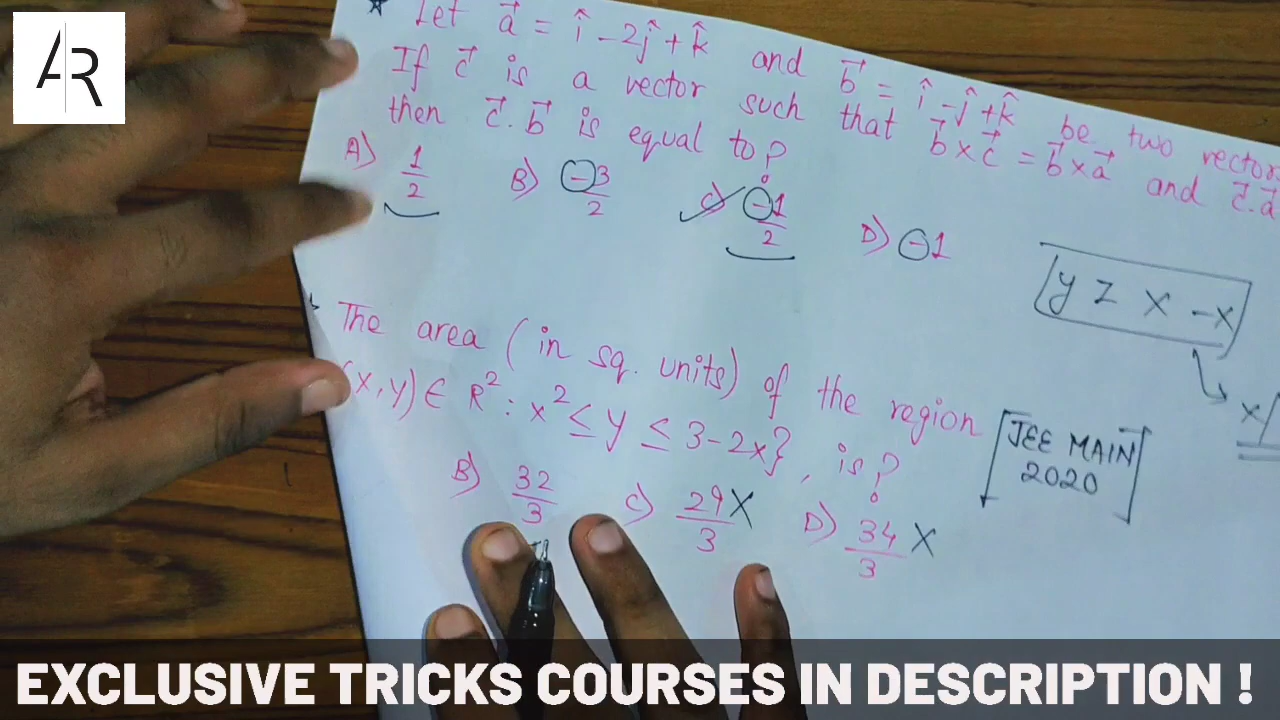 AR
Let a⃗ = î - 2ĵ + k̂ and b⃗ = î - ĵ + k̂ be two vectors
If c⃗ is a vector such that b⃗ × c⃗ = b⃗ × a⃗ and c⃗.a⃗
then c⃗.b⃗ is equal to?
A) 1/2 B) -3/2 C) -1/2 D) -1
y z x -x
x/
The area (in sq. units) of the region
(x,y) ∈ R² : x² ≤ y ≤ 3-2x}, is?
JEE MAIN
2020
B) 32/3 C) 29/3 X D) 34/3 X
EXCLUSIVE TRICKS COURSES IN DESCRIPTION !